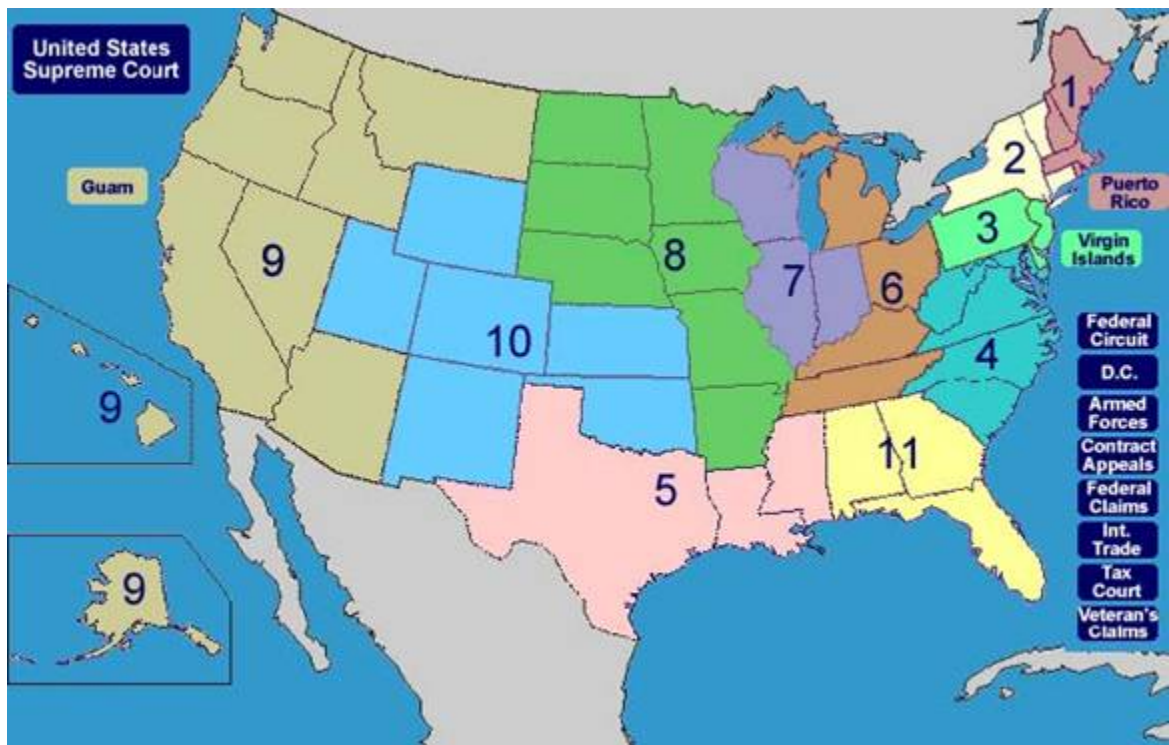 United States
Supreme Court
1
2
Guam
Puerto
Rico
3
Virgin
Islands
8
9
7
6
10
Federal
Circuit
4
D.C.
9
Armed
Forces
11
Contract
Appeals
5
Federal
Claims
Int.
Trade
9
Tax
Court
Veteran's
Claims